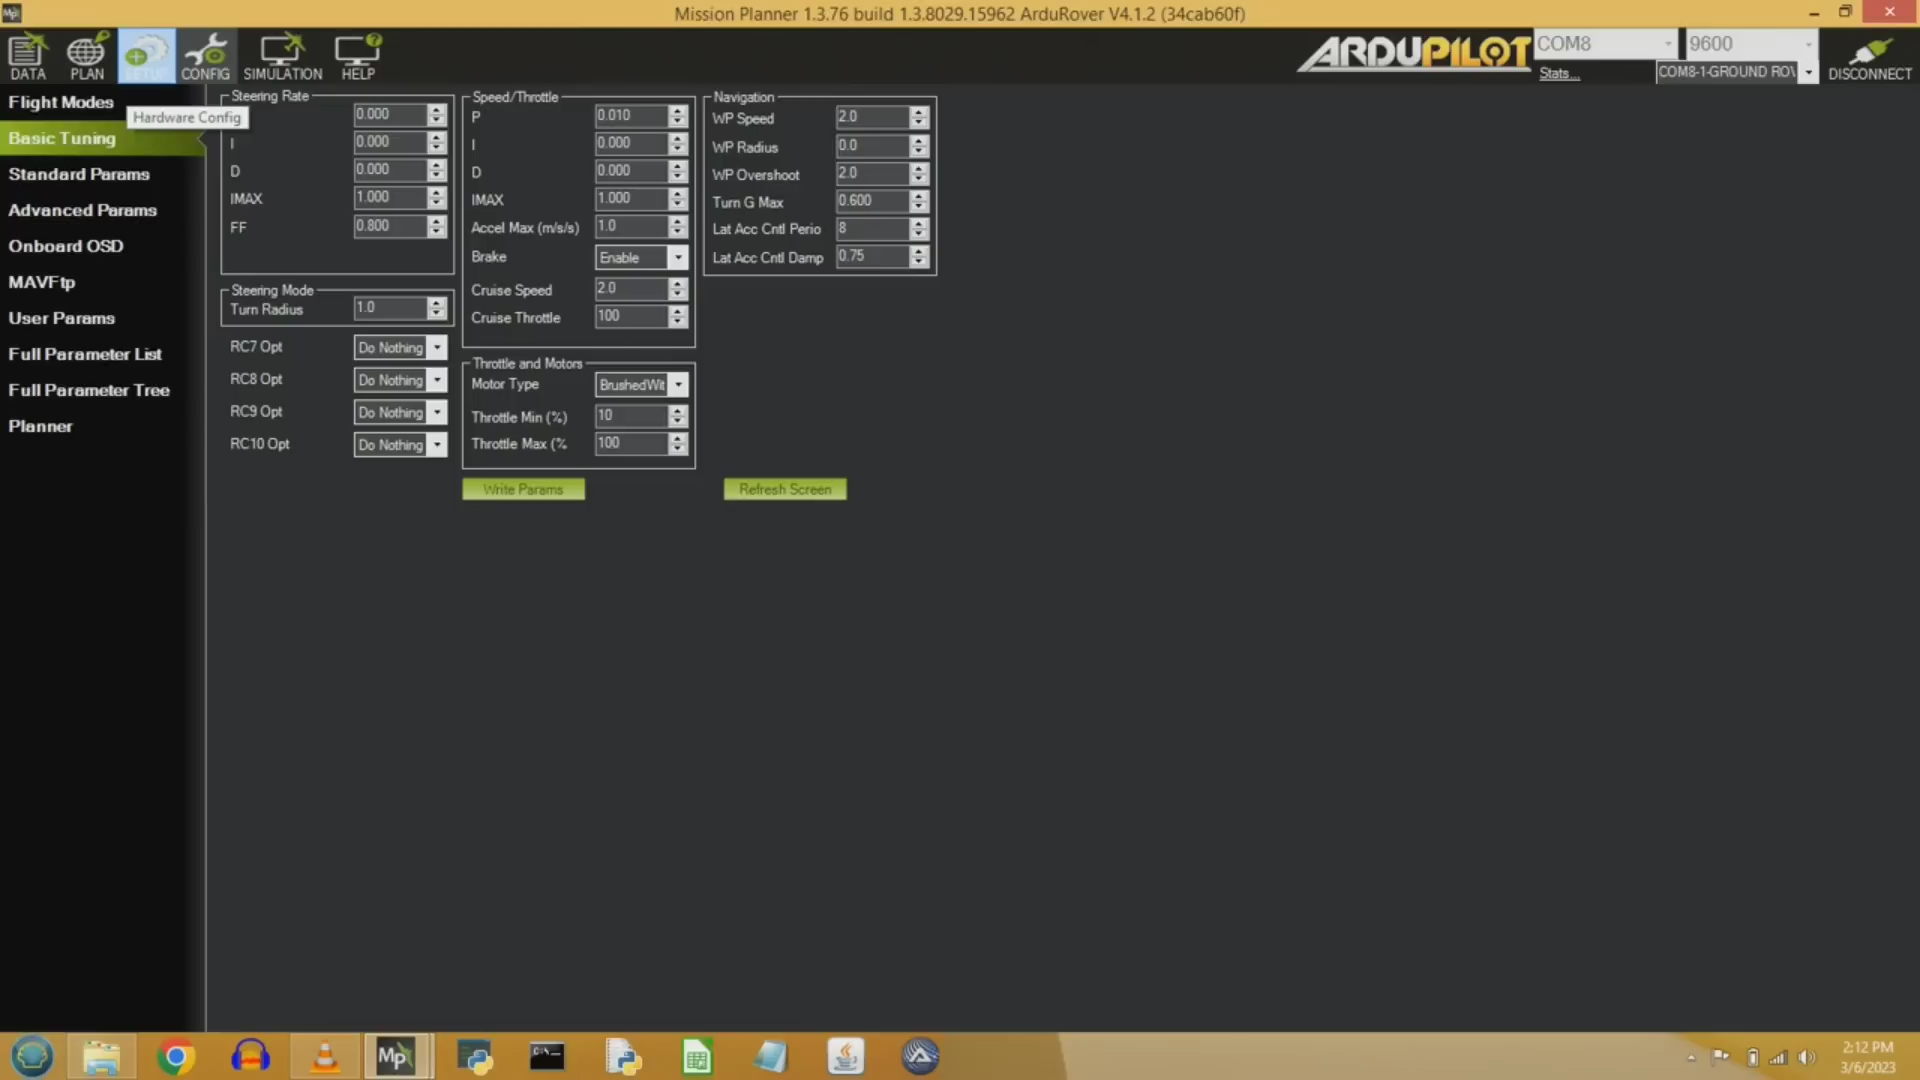 Mission Planner 1.3.76 build 1.3.8029.15962 ArduRover V4.1.2 (34cab60f)
DATA
PLAN
CONFIG
SIMULATION
HELP
ARDUPILOT
COM8
9600
Stats...
COM8-1-GROUND ROV
DISCONNECT
Flight Modes
Hardware Config
Basic Tuning
Standard Params
Advanced Params
Onboard OSD
MAVFtp
User Params
Full Parameter List
Full Parameter Tree
Planner
Steering Rate
0.000
I 0.000
D 0.000
IMAX 1.000
FF 0.800
Steering Mode
Turn Radius 1.0
RC7 Opt Do Nothing
RC8 Opt Do Nothing
RC9 Opt Do Nothing
RC10 Opt Do Nothing
Speed/Throttle
P 0.010
I 0.000
D 0.000
IMAX 1.000
Accel Max (m/s/s) 1.0
Brake Enable
Cruise Speed 2.0
Cruise Throttle 100
Throttle and Motors
Motor Type BrushedWit
Throttle Min (%) 10
Throttle Max (% 100
Navigation
WP Speed 2.0
WP Radius 0.0
WP Overshoot 2.0
Turn G Max 0.600
Lat Acc Cntl Perio 8
Lat Acc Cntl Damp 0.75
Write Params
Refresh Screen
Mp
2:12 PM
3/6/2023